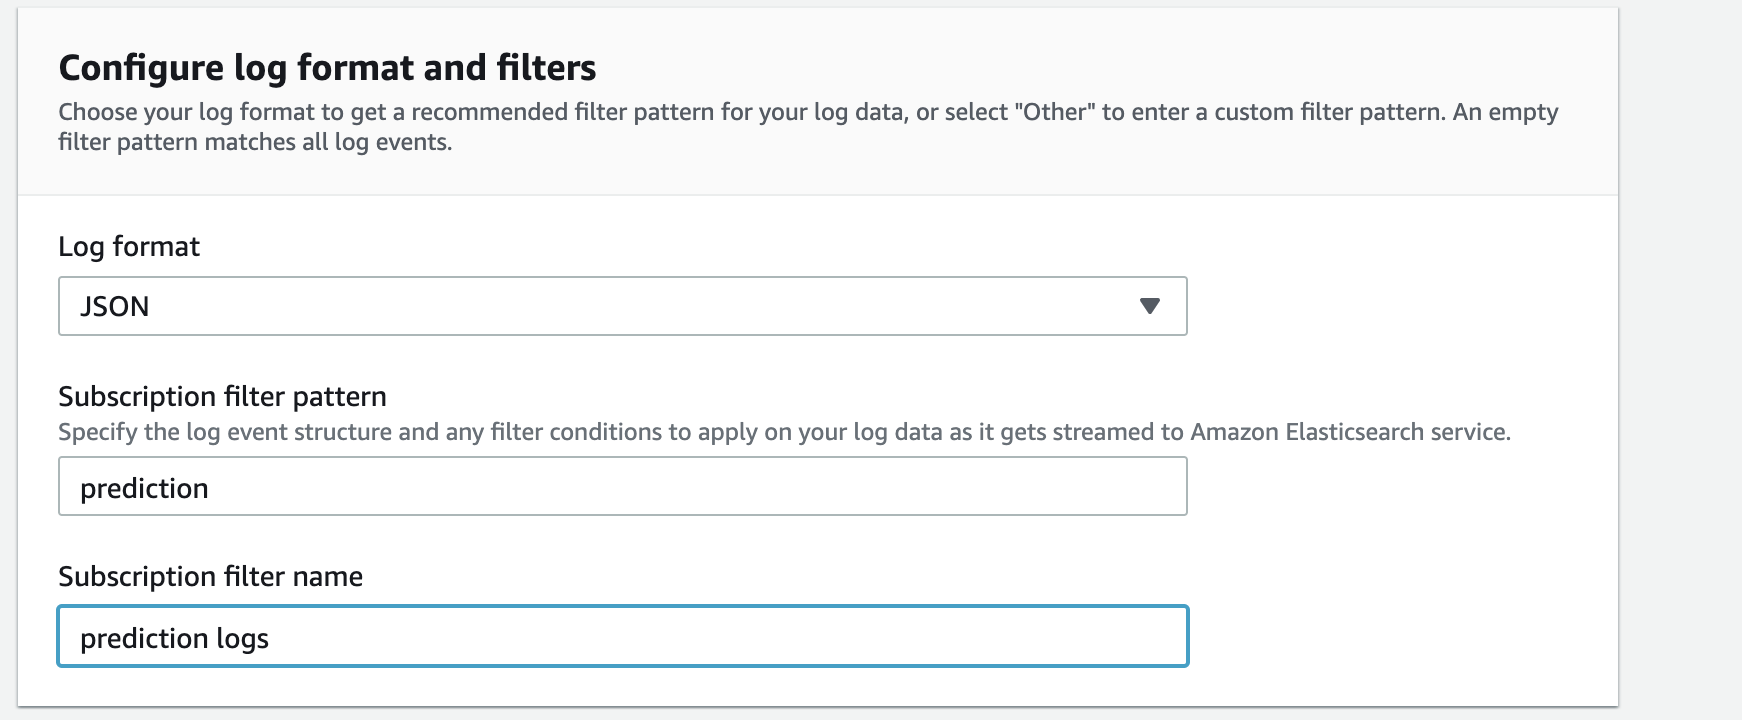 Configure log format and filters
Choose your log format to get a recommended filter pattern for your log data, or select "Other" to enter a custom filter pattern. An empty
filter pattern matches all log events.
Log format
JSON
Subscription filter pattern
Specify the log event structure and any filter conditions to apply on your log data as it gets streamed to Amazon Elasticsearch service.
prediction
Subscription filter name
prediction logs